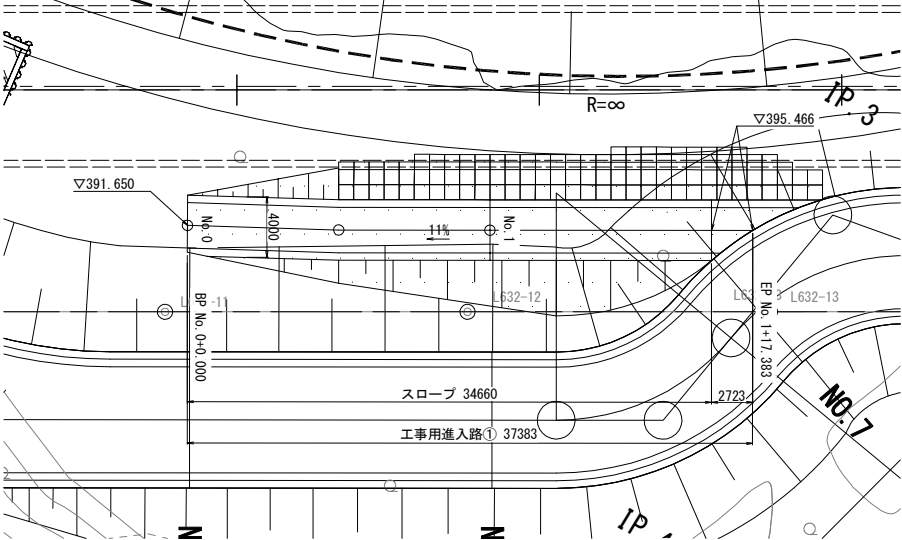 R=∞
IP.3
▽395.466
▽391.650
No.0
4000
11%
No.1
L632-12
L632-13
BP No.0+0.000
EP No.1+17.383
スロープ 34660
2723
工事用進入路① 37383
NO.7
IP
N
N